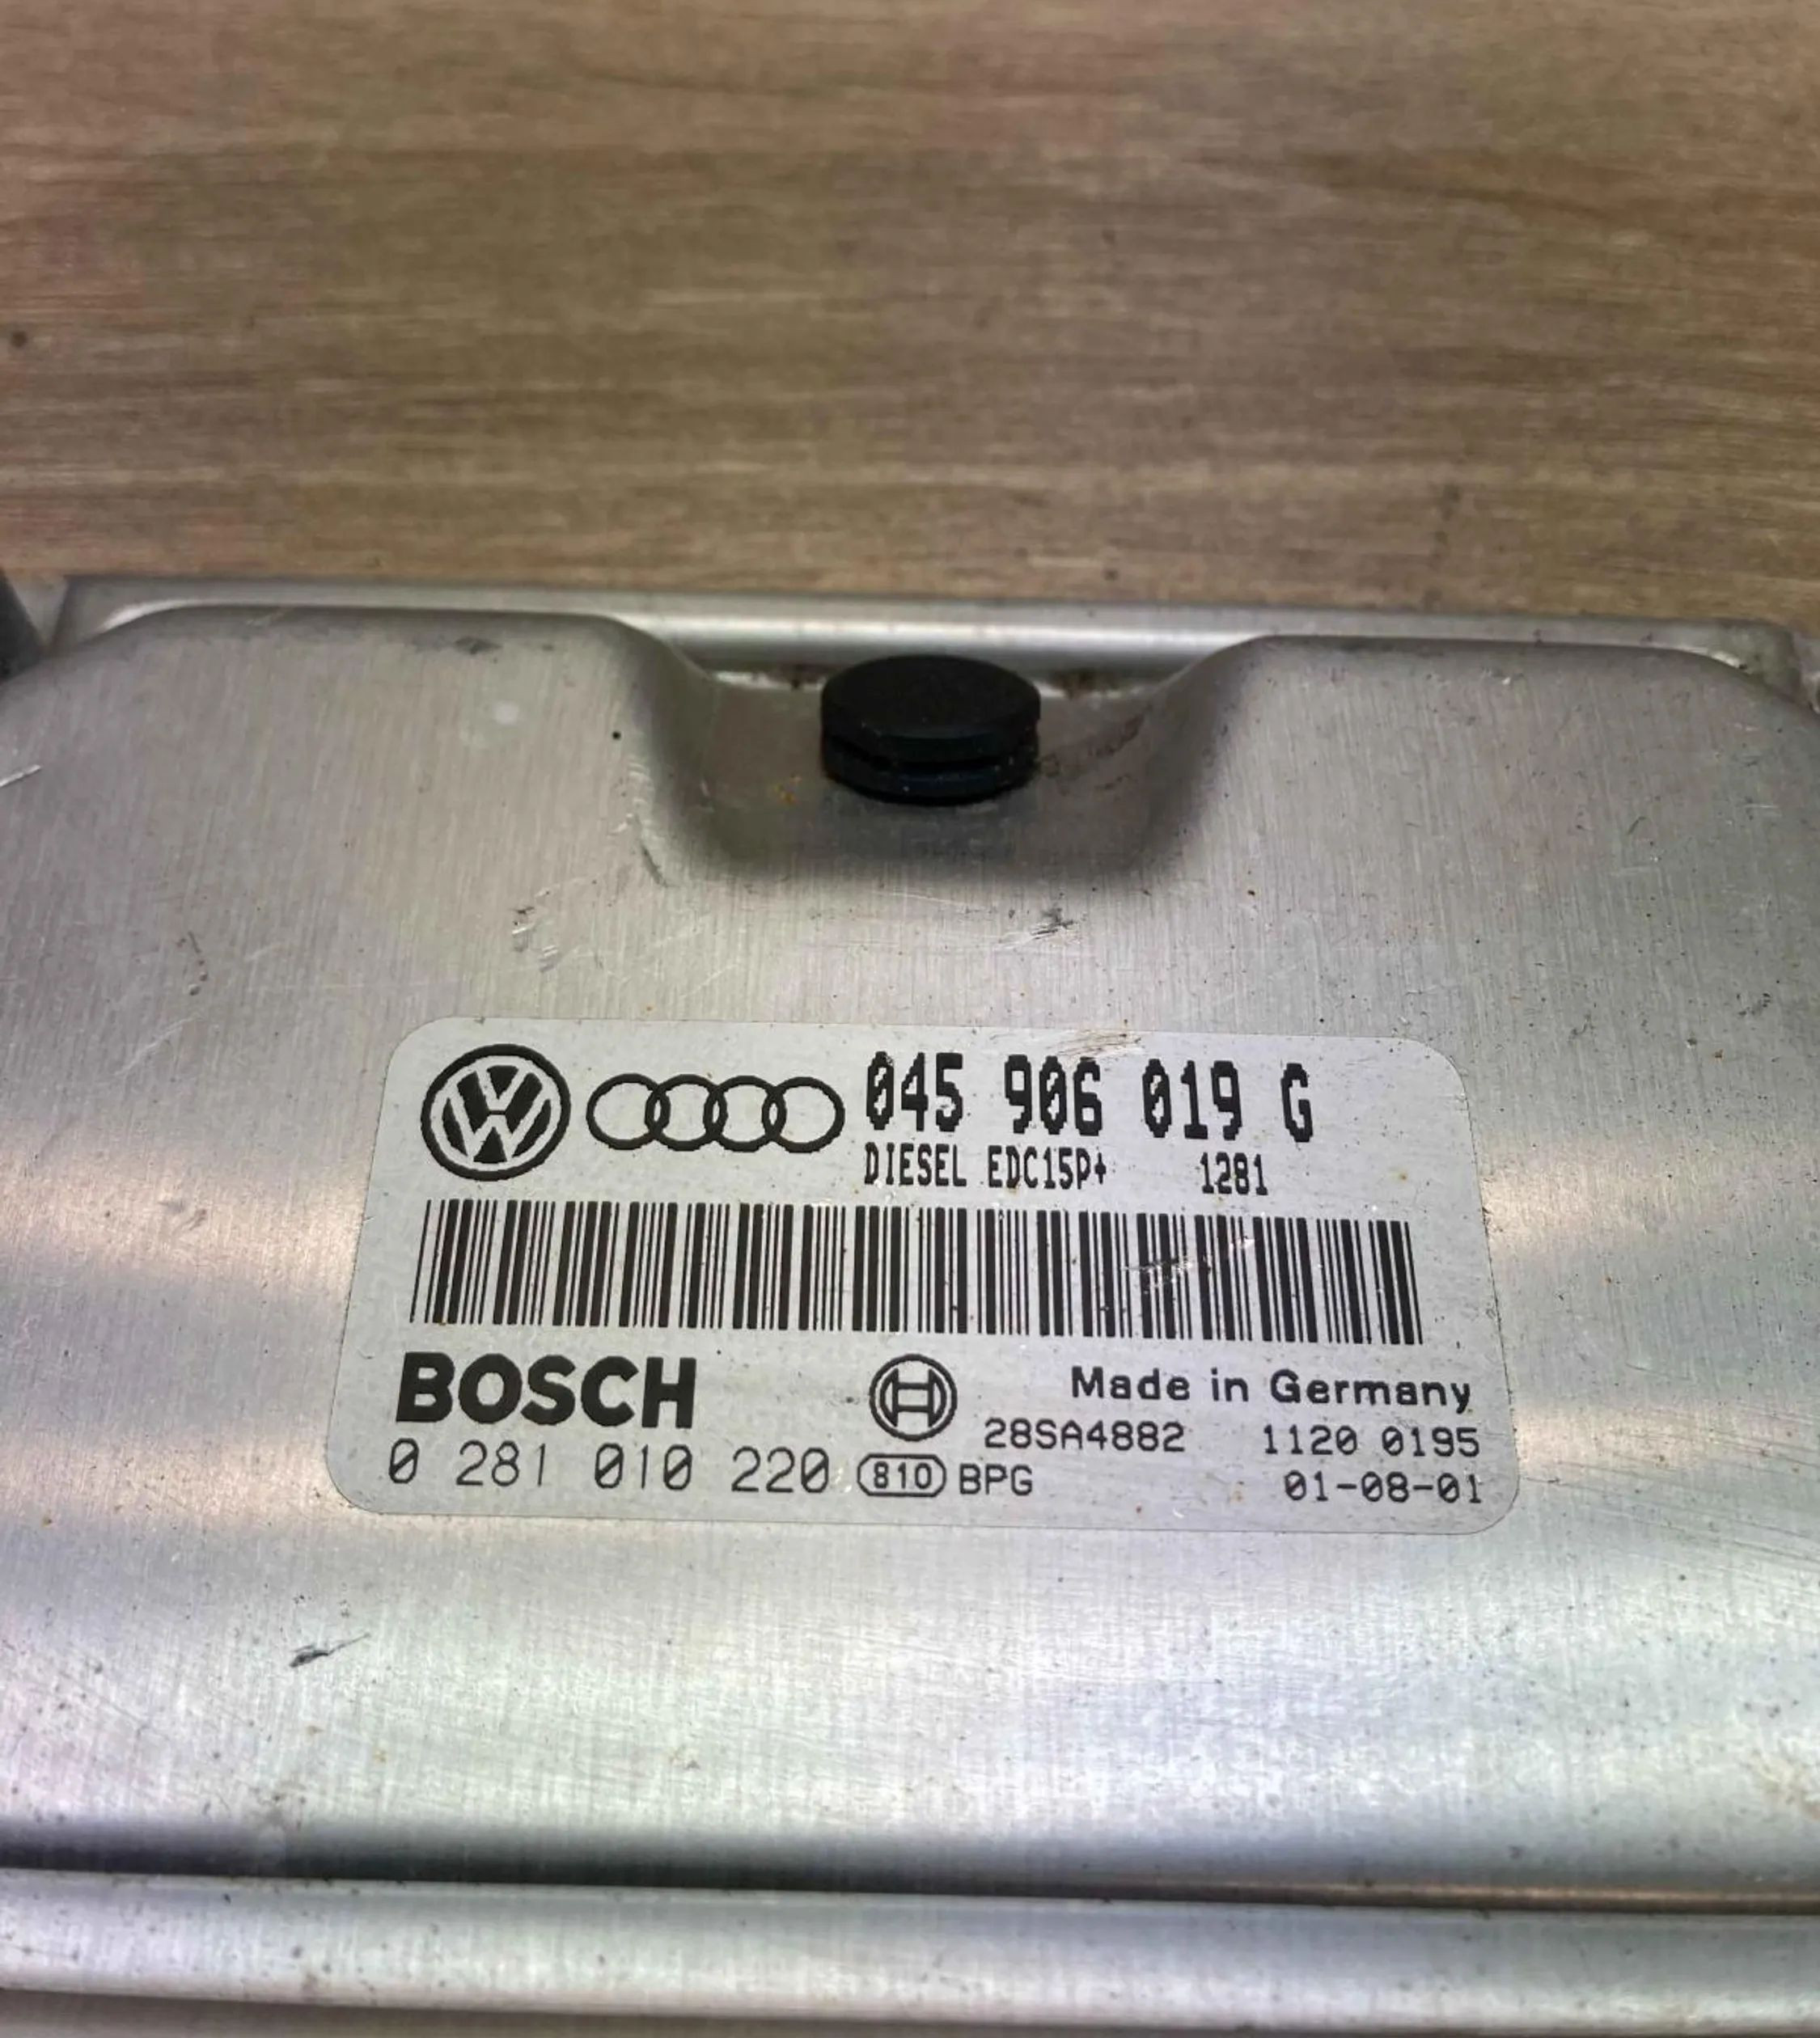 045 906 019 G
DIESEL EDC15P+ 1281
BOSCH
Made in Germany
28SA4882 1120 0195
0 281 010 220 810 BPG 01-08-01